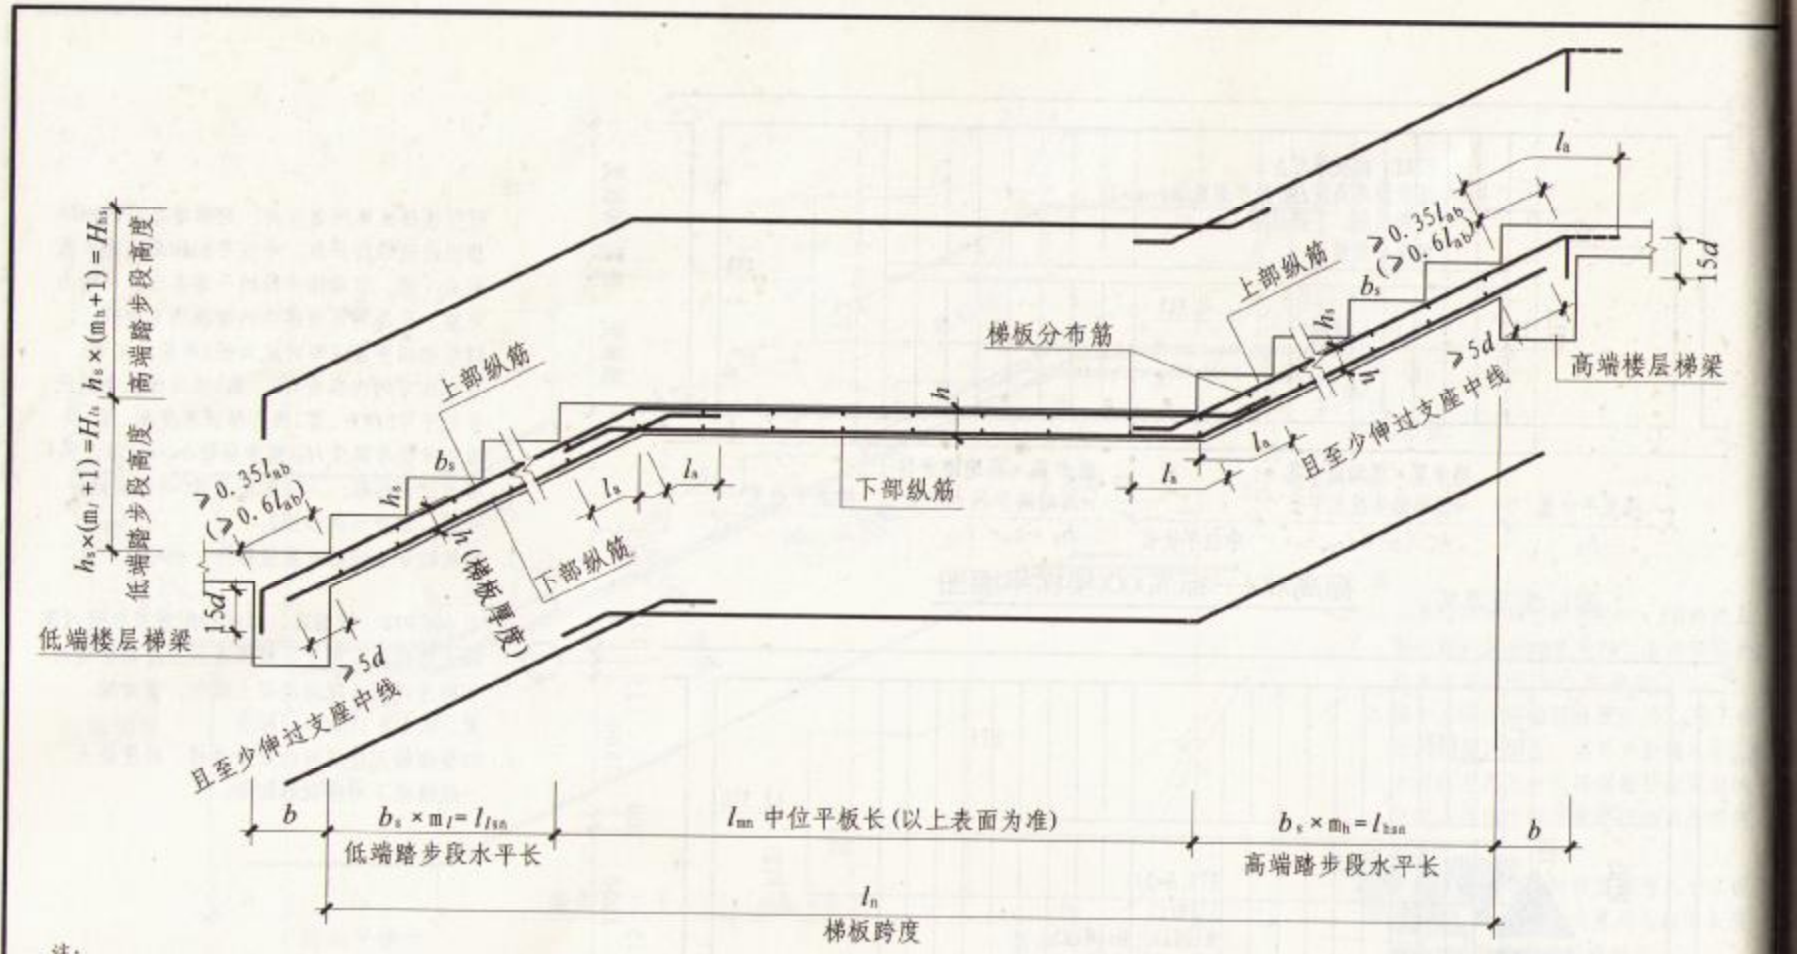 lₐ
≥0.35lₐb
(≥0.6lₐb)
15d
高端楼层梯梁
上部纵筋
bₛ
hₛ
h
≥5d
且至少伸过支座中线
梯板分布筋
hₛ×(mₕ+1)=Hₕₛ
高端踏步段高度
hₛ×(mₗ+1)=Hₗₛ
低端踏步段高度
上部纵筋
h
bₛ
hₛ
lₐ
lₐ
lₐ
lₐ
下部纵筋
≥0.35lₐb
(≥0.6lₐb)
h(梯板厚度)
下部纵筋
15d
低端楼层梯梁
≥5d
且至少伸过支座中线
b
bₛ×mₗ=lₗₛₙ
低端踏步段水平长
lₘₙ 中位平板长(以上表面为准)
bₛ×mₕ=lₕₛₙ
高端踏步段水平长
b
lₙ
梯板跨度
注: